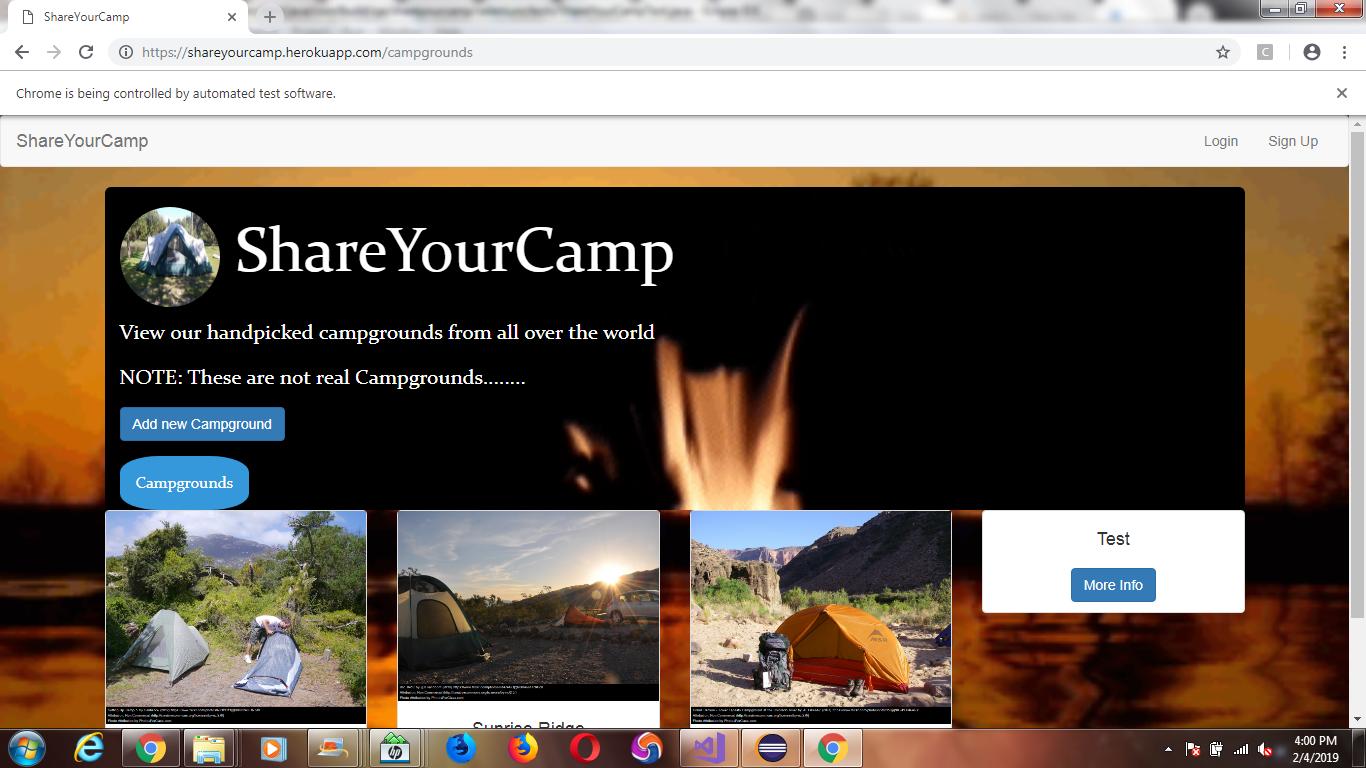 ShareYourCamp
https://shareyourcamp.herokuapp.com/campgrounds
C
Chrome is being controlled by automated test software.
ShareYourCamp
Login
Sign Up
ShareYourCamp
View our handpicked campgrounds from all over the world
NOTE: These are not real Campgrounds........
Add new Campground
Campgrounds
Test
More Info
Sunrise Ridge
4:00 PM
2/4/2019